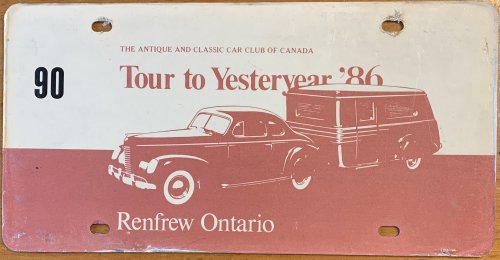 THE ANTIQUE AND CLASSIC CAR CLUB OF CANADA
90
Tour to Yesteryear '86
Renfrew Ontario